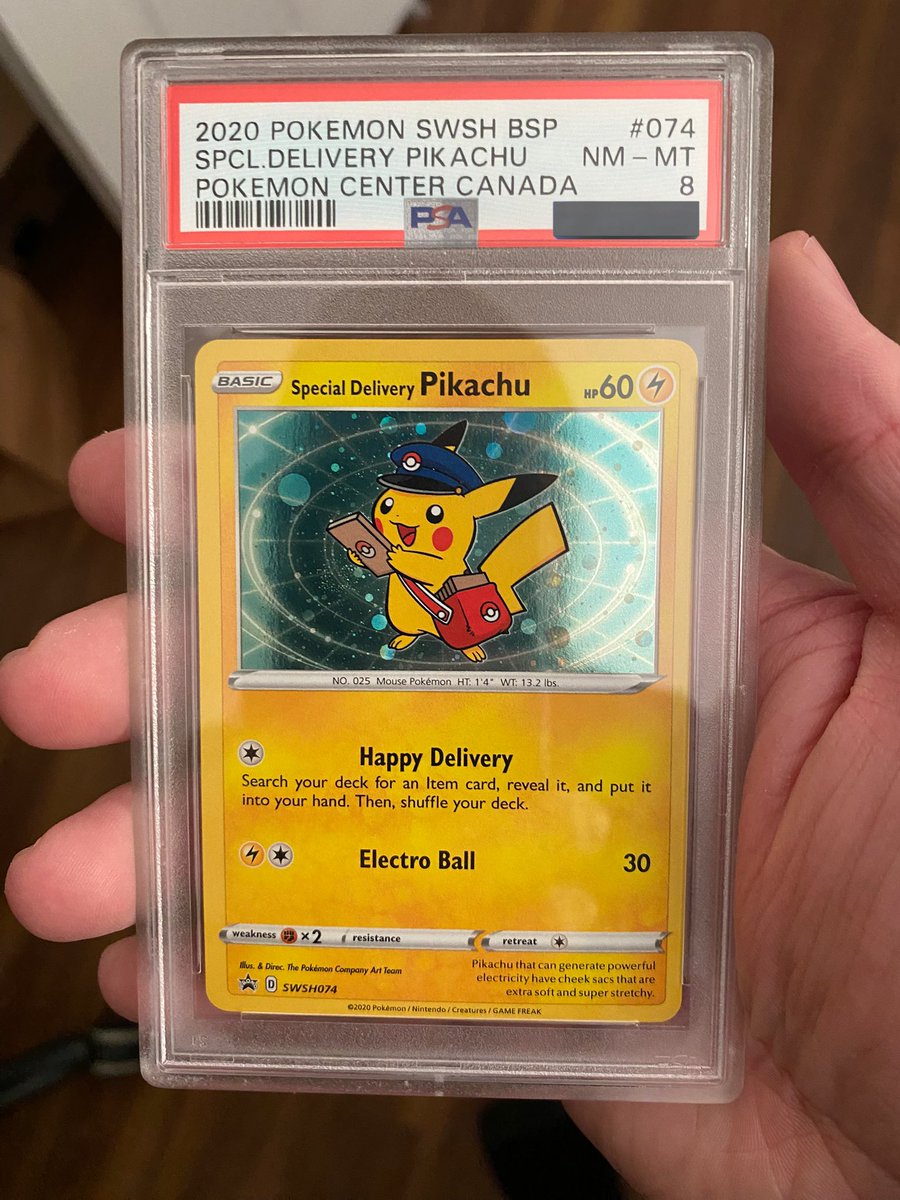 2020 POKEMON SWSH BSP #074
SPCL.DELIVERY PIKACHU NM-MT
POKEMON CENTER CANADA 8
PSA
BASIC Special Delivery Pikachu HP60
NO. 025 Mouse Pokémon HT: 1'4" WT: 13.2 lbs.
Happy Delivery
Search your deck for an Item card, reveal it, and put it
into your hand. Then, shuffle your deck.
Electro Ball 30
weakness ×2 resistance retreat
Illus. & Direc. The Pokémon Company Art Team
D SWSH074
Pikachu that can generate powerful
electricity have cheek sacs that are
extra soft and super stretchy.
©2020 Pokémon / Nintendo / Creatures / GAME FREAK